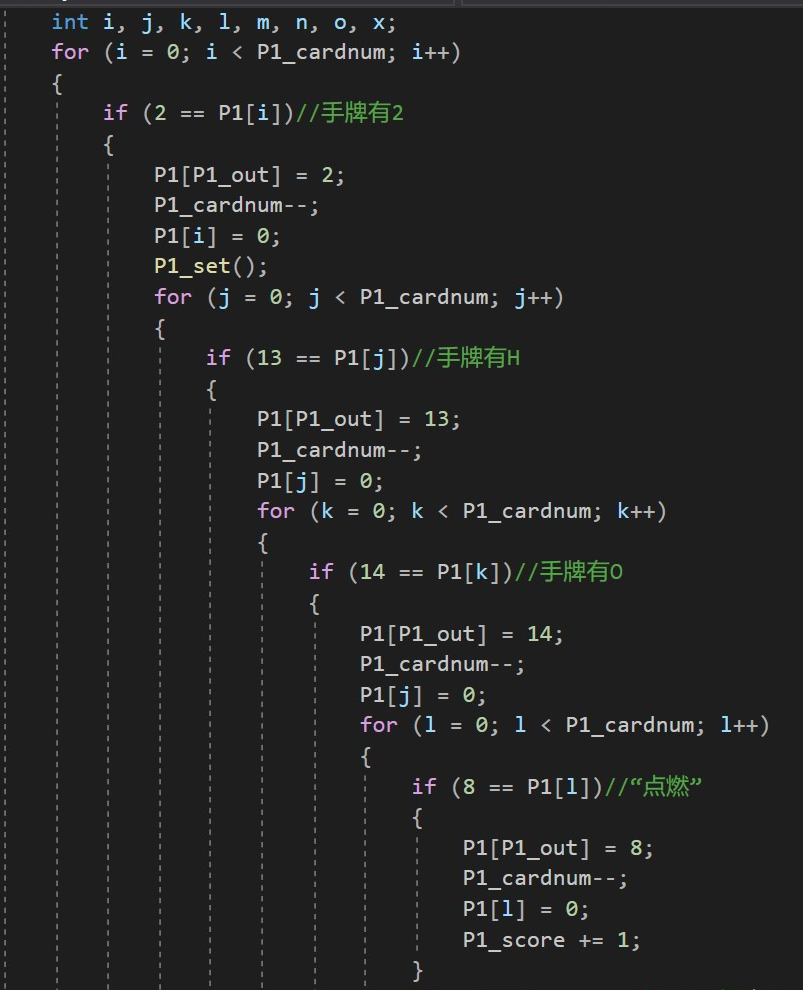 int i, j, k, l, m, n, o, x;
for (i = 0; i < P1_cardnum; i++)
{
if (2 == P1[i])//手牌有2
{
P1[P1_out] = 2;
P1_cardnum--;
P1[i] = 0;
P1_set();
for (j = 0; j < P1_cardnum; j++)
{
if (13 == P1[j])//手牌有H
{
P1[P1_out] = 13;
P1_cardnum--;
P1[j] = 0;
for (k = 0; k < P1_cardnum; k++)
{
if (14 == P1[k])//手牌有O
{
P1[P1_out] = 14;
P1_cardnum--;
P1[j] = 0;
for (l = 0; l < P1_cardnum; l++)
{
if (8 == P1[l])//“点燃”
{
P1[P1_out] = 8;
P1_cardnum--;
P1[l] = 0;
P1_score += 1;
}